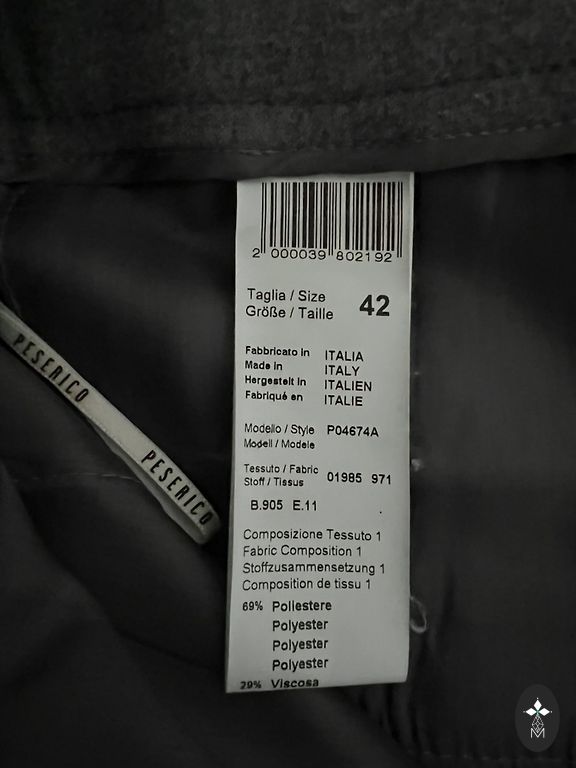 2 000039 802192
Taglia / Size
Größe / Taille 42
Fabbricato in ITALIA
Made in ITALY
Hergestellt in ITALIEN
Fabriqué en ITALIE
Modello / Style P04674A
Modell / Modele
Tessuto / Fabric
Stoff / Tissus 01985 971
B.905 E.11
Composizione Tessuto 1
Fabric Composition 1
Stoffzusammensetzung 1
Composition de tissu 1
69% Poliestere
Polyester
Polyester
Polyester
29% Viscosa
PESERICO
PESERICO
M